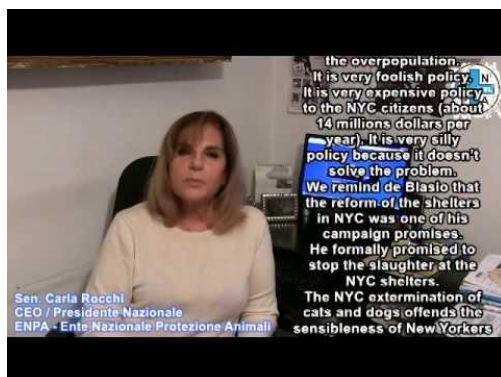 the overpopulation.
It is very foolish policy.
It is very expensive policy
to the NYC citizens (about
14 millions dollars per
year). It is very silly
policy because it doesn't
solve the problem.
We remind de Blasio that
the reform of the shelters
in NYC was one of his
campaign promises.
He formally promised to
stop the slaughter at the
NYC shelters.
The NYC extermination of
cats and dogs offends the
sensibleness of New Yorkers
Sen. Carla Rocchi
CEO / Presidente Nazionale
ENPA - Ente Nazionale Protezione Animali
N
A